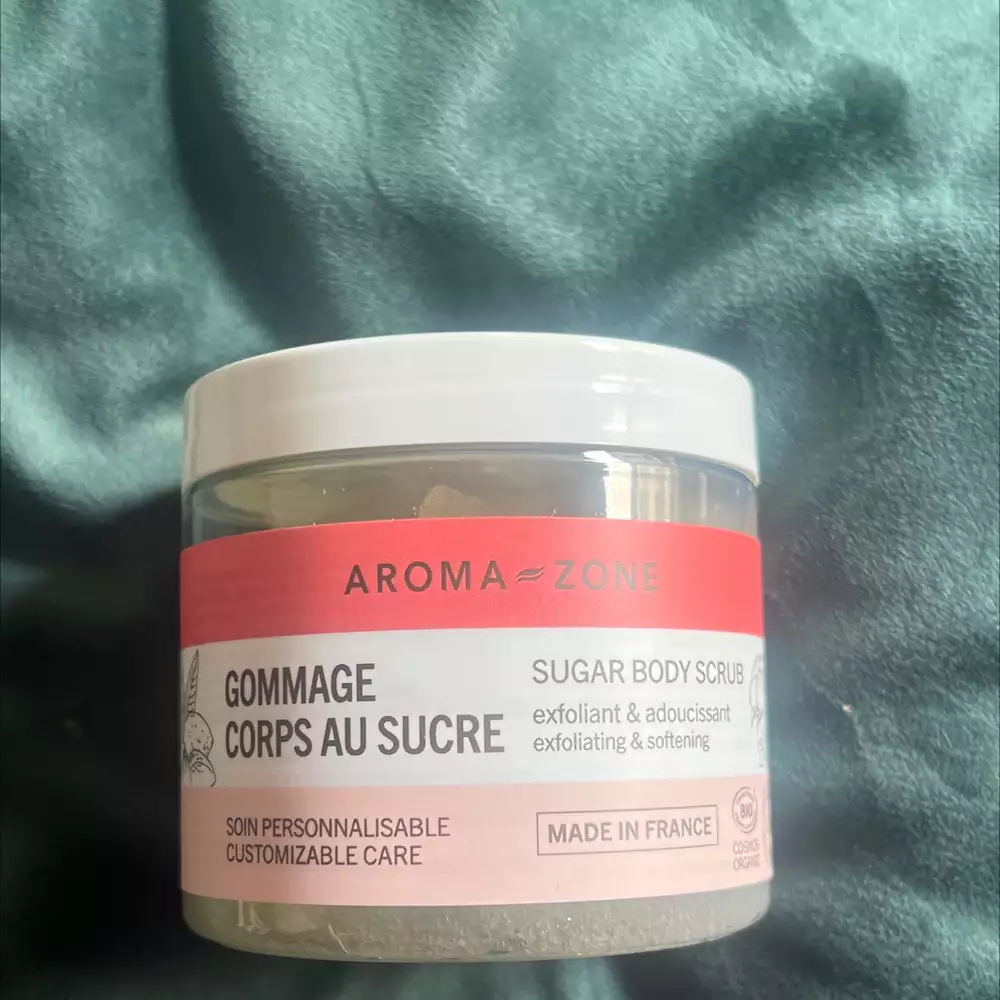 AROMA-ZONE
GOMMAGE
CORPS AU SUCRE
SUGAR BODY SCRUB
exfoliant & adoucissant
exfoliating & softening
SOIN PERSONNALISABLE
CUSTOMIZABLE CARE
MADE IN FRANCE
BIO
COSMOS
ORGANIC